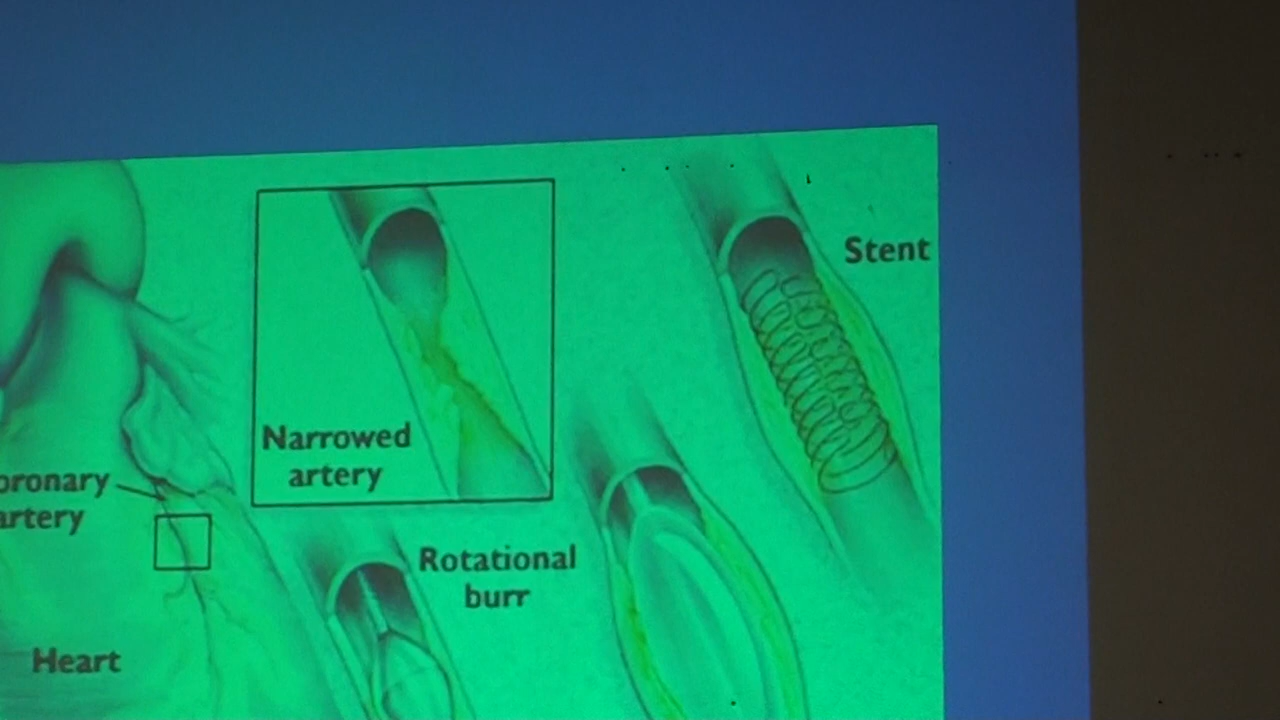 Stent
Narrowed
artery
oronary
artery
Rotational
burr
Heart